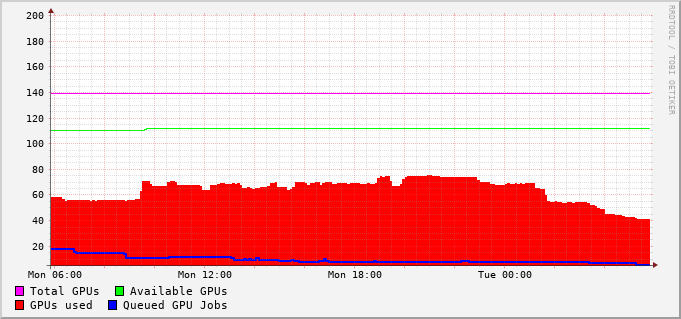 200
180
160
140
120
100
80
60
40
20
Mon 06:00 Mon 12:00 Mon 18:00 Tue 00:00
Total GPUs Available GPUs
GPUs used Queued GPU Jobs
RRDTOOL / TOBI OETIKER